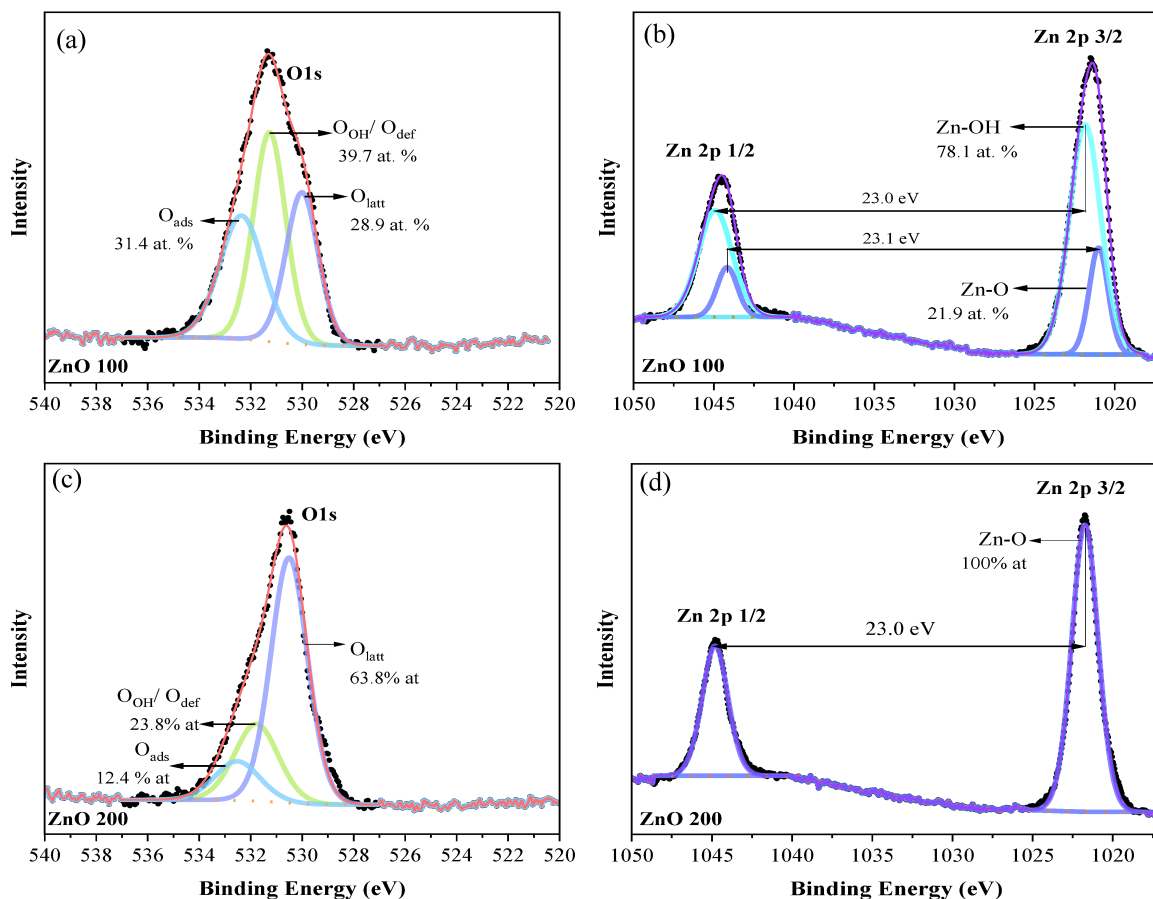 (a)
O1s
O_OH/ O_def
39.7 at. %
O_latt
28.9 at. %
O_ads
31.4 at. %
ZnO 100
Intensity
540 538 536 534 532 530 528 526 524 522 520
Binding Energy (eV)
(b)
Zn 2p 3/2
Zn-OH
78.1 at. %
Zn 2p 1/2
23.0 eV
23.1 eV
Zn-O
21.9 at. %
ZnO 100
Intensity
1050 1045 1040 1035 1030 1025 1020
Binding Energy (eV)
(c)
O1s
O_latt
63.8% at
O_OH/ O_def
23.8% at
O_ads
12.4 % at
ZnO 200
Intensity
540 538 536 534 532 530 528 526 524 522 520
Binding Energy (eV)
(d)
Zn 2p 3/2
Zn-O
100% at
Zn 2p 1/2
23.0 eV
ZnO 200
Intensity
1050 1045 1040 1035 1030 1025 1020
Binding Energy (eV)